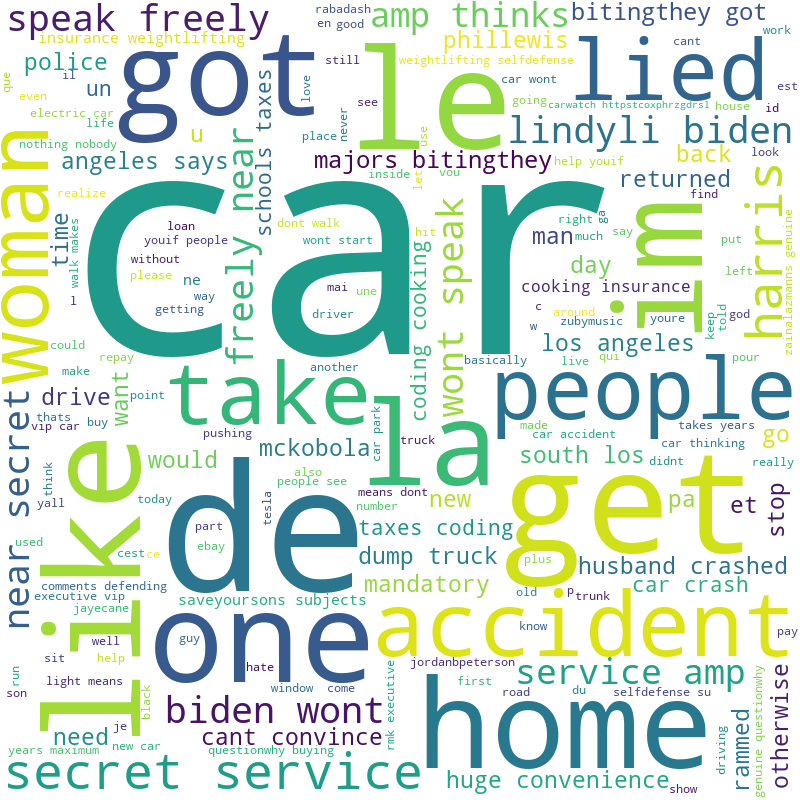 speak freely
insurance weightlifting
rabadash
en good
amp thinks
bitingthey got
phillewis
weightlifting selfdefense
still
car wont
cant
work
que
police
il
un
even
got
le
lied
see
love
going
carwatch httpstcoxphrzgdrsl
house
est
id
electric car
life
nothing nobody
u
place
never
use
lindyli biden
angeles says
schools taxes
majors bitingthey
help youif
back
look
woman
realize
inside
let
vou
returned
find
car
im
harris
time
walk makes
loan
youif people
without
please
dont walk
wont start
hit
right
ga
much
say
put
man
day
left
freely near
wont speak
coding cooking
ne
way
getting
mai
une
driver
cooking insurance
c
w
around
zubymusic
youre
keep
told
god
zainalazmans genuine
l
could
repay
make
point
los angeles
basically
live
qui
pour
another
take
la
people
near secret
drive
want
thats
vip car
buy
pushing
car park
truck
made
car accident
takes years
car thinking
go
work
like
think
yall
would
mckobola
also
people see
means dont
number
south los
didnt
really
today
de
tesla
new
get
pa
et
stop
used
cest
ce
part
ebay
taxes coding
dump truck
plus
husband crashed
comments defending
executive vip
jayecane
saveyoursons subjects
mandatory
old
p
trunk
car crash
well
help
sit
guy
one
accident
know
pay
run
son
light means
hate
jordanbpeterson
service amp
otherwise
je
black
window
come
rmk executive
first
road
du
selfdefense su
home
rammed
driving
genuine questionwhy
biden wont
need
new car
cant convince
years maximum
questionwhy buying
secret service
huge convenience
show